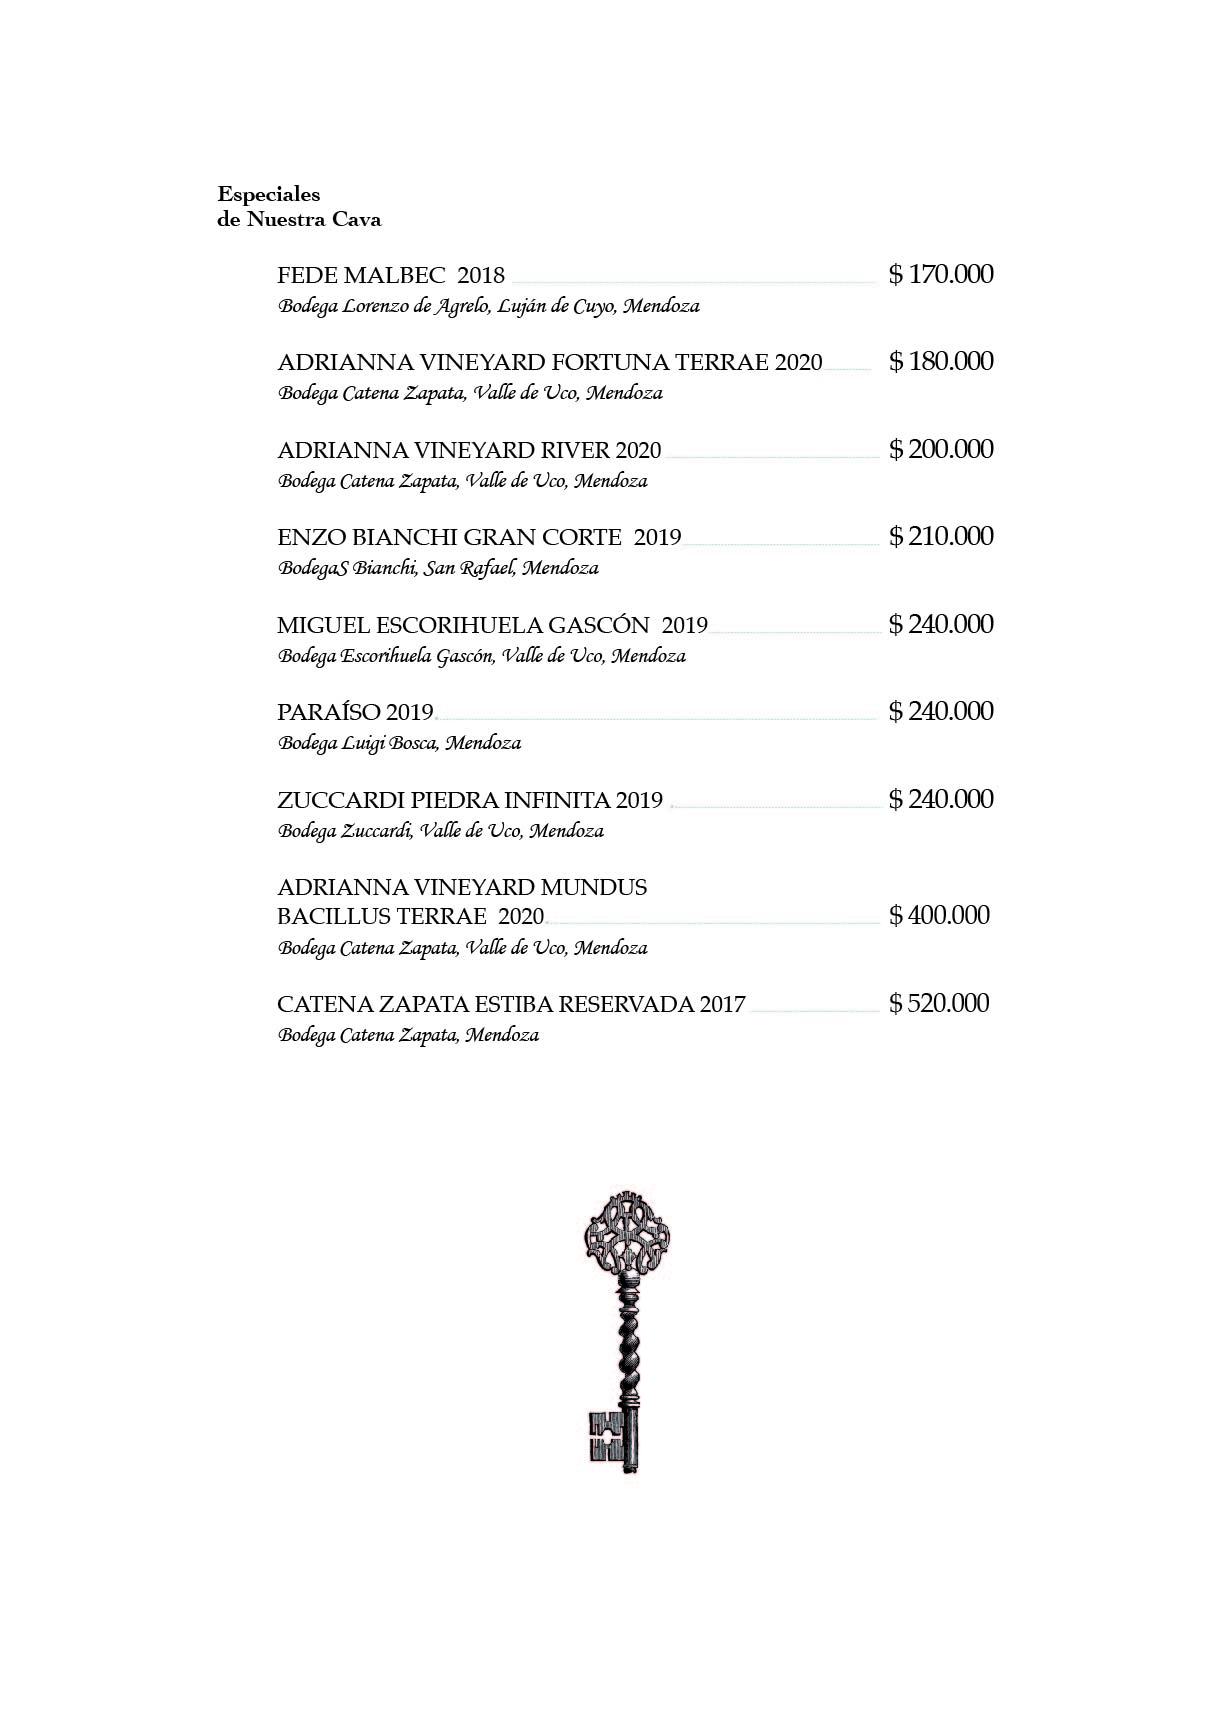 Especiales
de Nuestra Cava
FEDE MALBEC 2018 $ 170.000
Bodega Lorenzo de Agrelo, Luján de Cuyo, Mendoza
ADRIANNA VINEYARD FORTUNA TERRAE 2020 $ 180.000
Bodega Catena Zapata, Valle de Uco, Mendoza
ADRIANNA VINEYARD RIVER 2020 $ 200.000
Bodega Catena Zapata, Valle de Uco, Mendoza
ENZO BIANCHI GRAN CORTE 2019 $ 210.000
BodegaS Bianchi, San Rafael, Mendoza
MIGUEL ESCORIHUELA GASCÓN 2019 $ 240.000
Bodega Escorihuela Gascón, Valle de Uco, Mendoza
PARAÍSO 2019 $ 240.000
Bodega Luigi Bosca, Mendoza
ZUCCARDI PIEDRA INFINITA 2019 $ 240.000
Bodega Zuccardi, Valle de Uco, Mendoza
ADRIANNA VINEYARD MUNDUS
BACILLUS TERRAE 2020 $ 400.000
Bodega Catena Zapata, Valle de Uco, Mendoza
CATENA ZAPATA ESTIBA RESERVADA 2017 $ 520.000
Bodega Catena Zapata, Mendoza